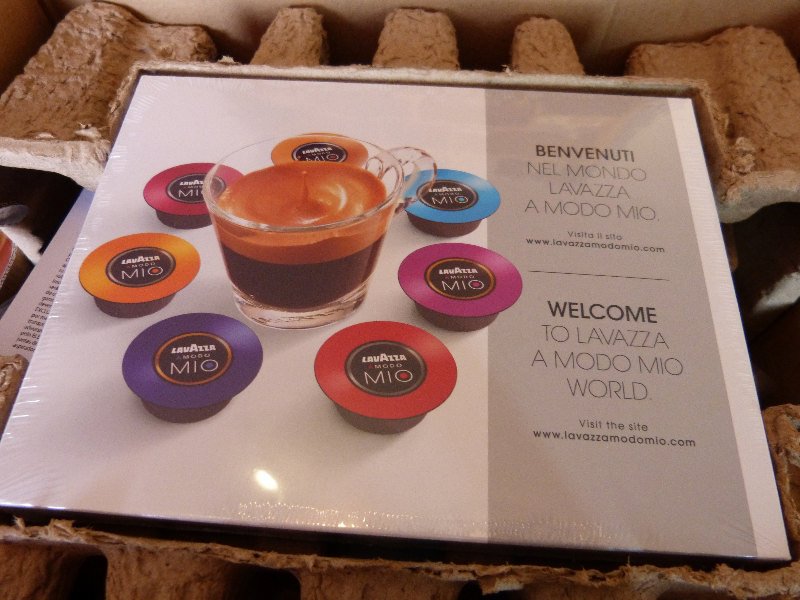 BENVENUTI
NEL MONDO
LAVAZZA
A MODO MIO.
Visita il sito
www.lavazzamodomio.com
WELCOME
TO LAVAZZA
A MODO MIO
WORLD.
Visit the site
www.lavazzamodomio.com
MIO
LAVAZZA
MIO
LAVAZZA
A MODO
MIO
LAVAZZA
A MODO
MIO
LAVAZZA
A MODO
MIO
LAVAZZA
A MODO
MIO
LAVAZZA
A MODO
MIO